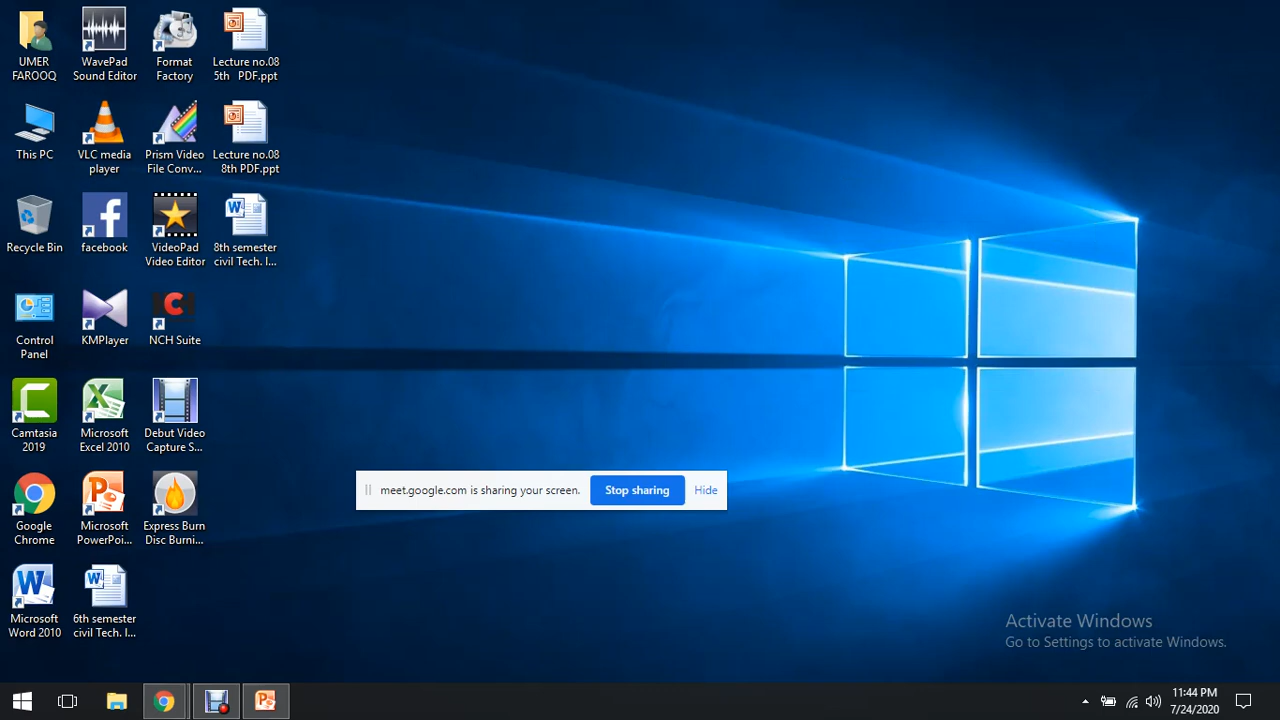 UMER
FAROOQ
WavePad
Sound Editor
Format
Factory
Lecture no.08
5th PDF.ppt
This PC
VLC media
player
Prism Video
File Conv...
Lecture no.08
8th PDF.ppt
Recycle Bin
facebook
VideoPad
Video Editor
8th semester
civil Tech. I...
Control
Panel
KMPlayer
NCH Suite
Camtasia
2019
Microsoft
Excel 2010
Debut Video
Capture S...
Google
Chrome
Microsoft
PowerPoi...
Express Burn
Disc Burni...
Microsoft
Word 2010
6th semester
civil Tech. I...
meet.google.com is sharing your screen.
Stop sharing
Hide
Activate Windows
Go to Settings to activate Windows.
11:44 PM
7/24/2020